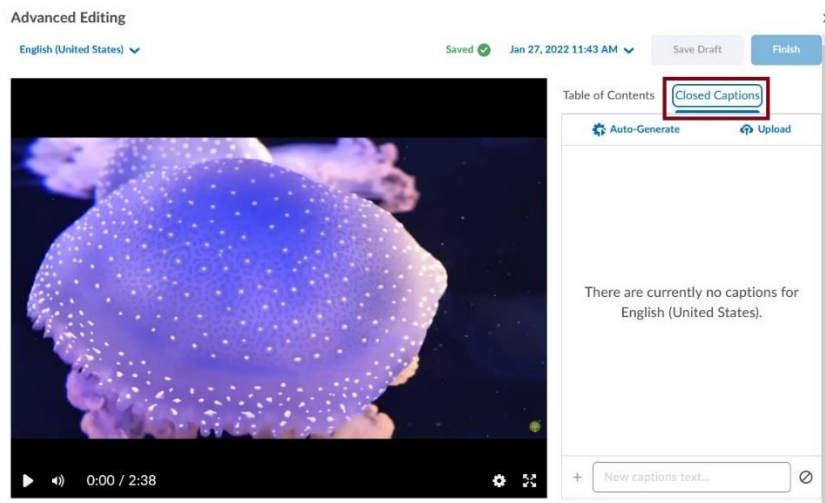 Advanced Editing
English (United States)
Saved
Jan 27, 2022 11:43 AM
Save Draft
Finish
Table of Contents
Closed Captions
Auto-Generate
Upload
There are currently no captions for
English (United States).
0:00 / 2:38
New captions text...